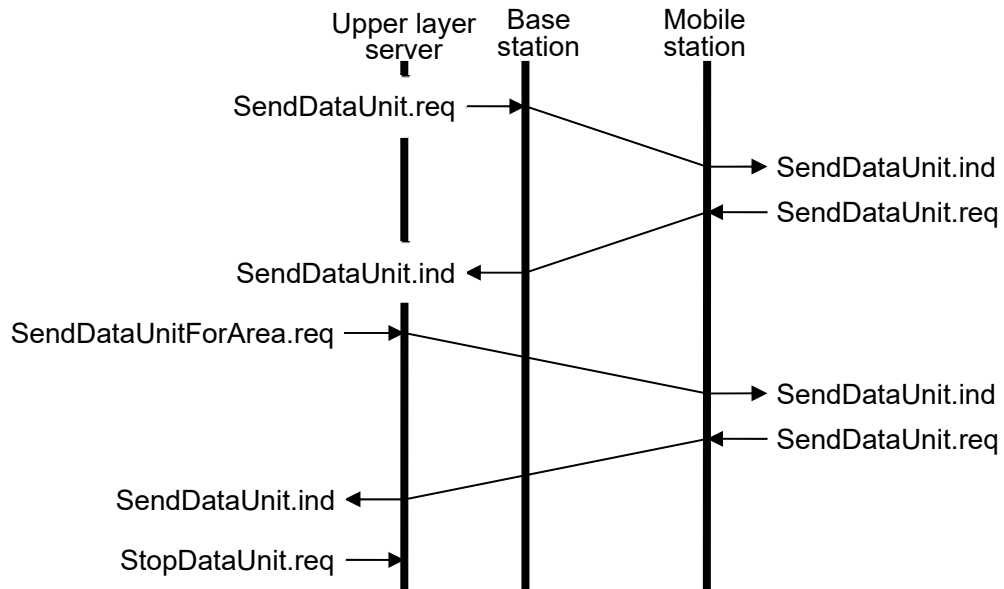 Upper layer
server
Base
station
Mobile
station
SendDataUnit.req
SendDataUnit.ind
SendDataUnit.req
SendDataUnit.ind
SendDataUnitForArea.req
SendDataUnit.ind
SendDataUnit.req
SendDataUnit.ind
StopDataUnit.req